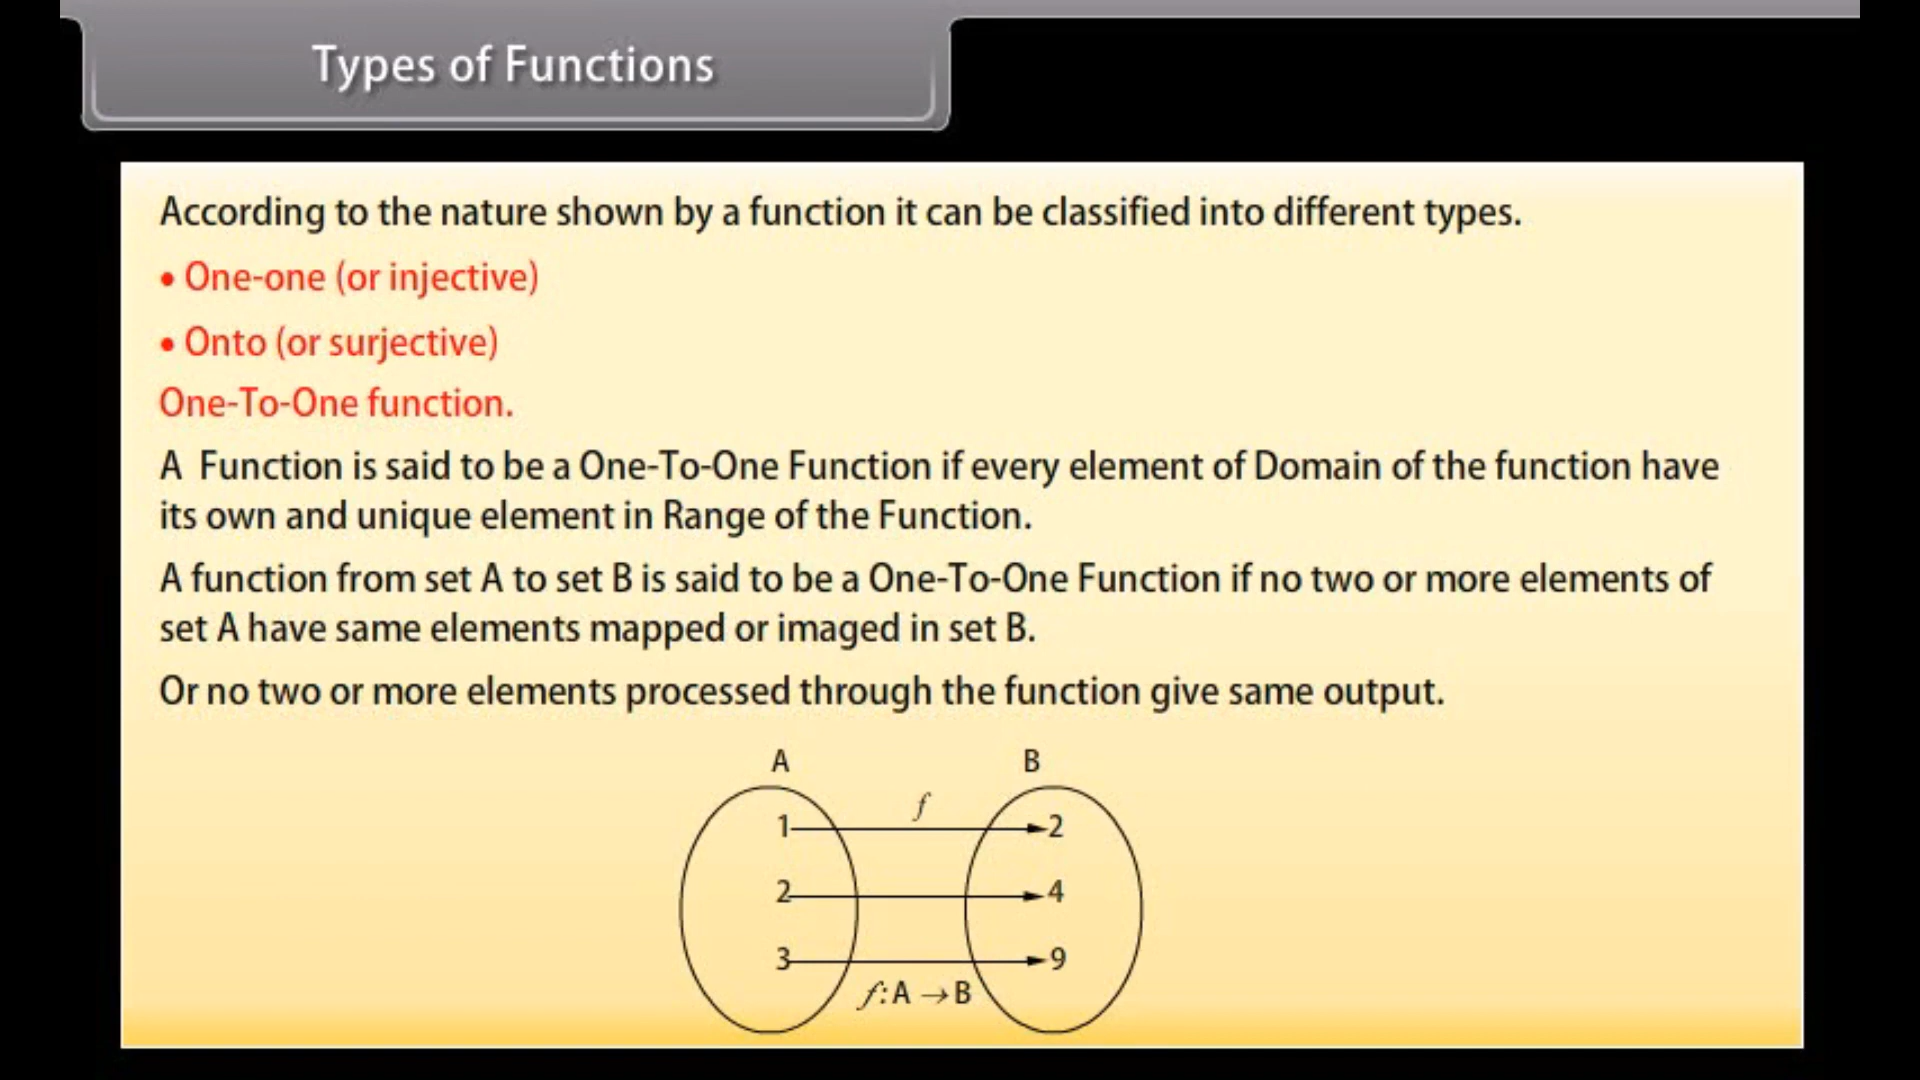 Types of Functions
According to the nature shown by a function it can be classified into different types.
• One-one (or injective)
• Onto (or surjective)
One-To-One function.
A Function is said to be a One-To-One Function if every element of Domain of the function have
its own and unique element in Range of the Function.
A function from set A to set B is said to be a One-To-One Function if no two or more elements of
set A have same elements mapped or imaged in set B.
Or no two or more elements processed through the function give same output.
A B
f
1 2
2 4
3 9
f: A → B